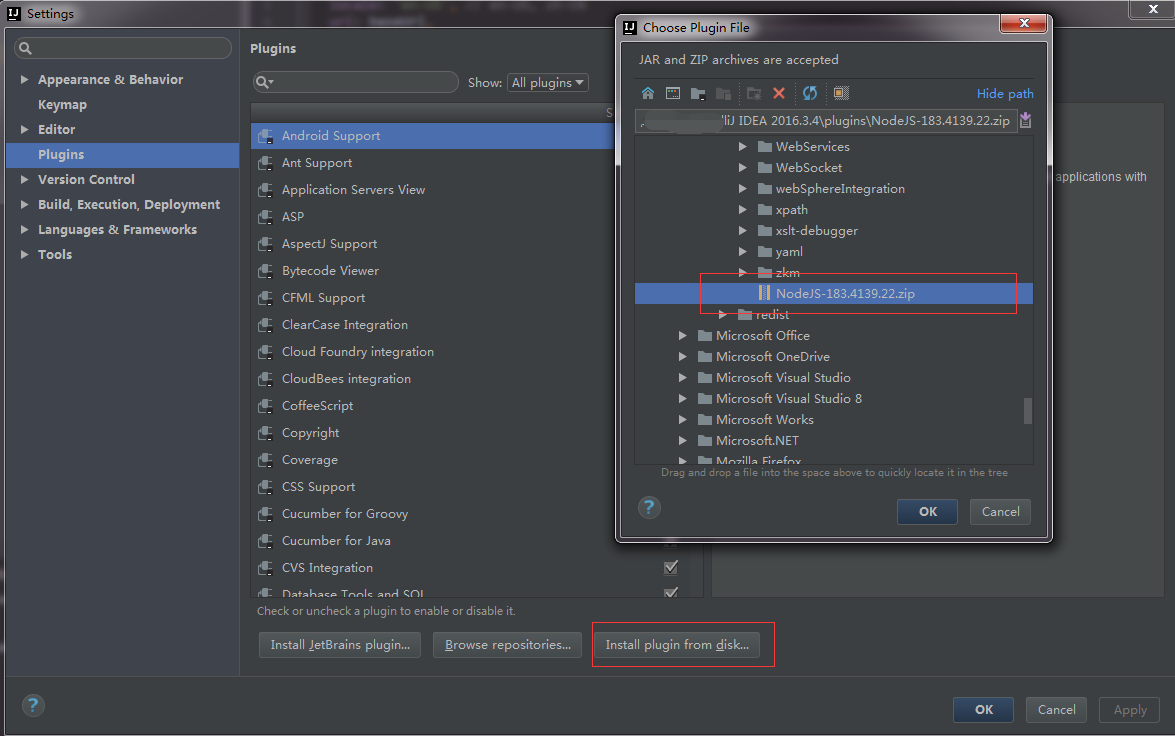 Settings
Appearance & Behavior
Keymap
Editor
Plugins
Version Control
Build, Execution, Deployment
Languages & Frameworks
Tools
Plugins
Show: All plugins
S
Android Support
Ant Support
Application Servers View
ASP
AspectJ Support
Bytecode Viewer
CFML Support
ClearCase Integration
Cloud Foundry integration
CloudBees integration
CoffeeScript
Copyright
Coverage
CSS Support
Cucumber for Groovy
Cucumber for Java
CVS Integration
Database Tools and SQL
Check or uncheck a plugin to enable or disable it.
Install JetBrains plugin...
Browse repositories...
Install plugin from disk...
applications with
OK
Cancel
Apply
Choose Plugin File
JAR and ZIP archives are accepted
Hide path
lliJ IDEA 2016.3.4\plugins\NodeJS-183.4139.22.zip
WebServices
WebSocket
webSphereIntegration
xpath
xslt-debugger
yaml
zkm
NodeJS-183.4139.22.zip
redist
Microsoft Office
Microsoft OneDrive
Microsoft Visual Studio
Microsoft Visual Studio 8
Microsoft Works
Microsoft.NET
Mozilla Firefox
Drag and drop a file into the space above to quickly locate it in the tree
OK
Cancel